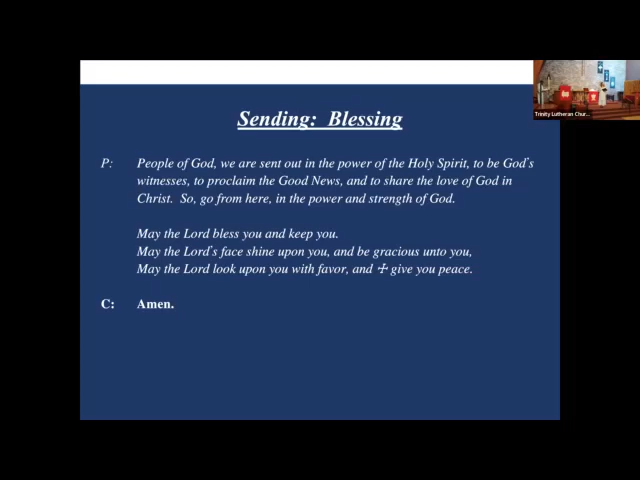 Sending:  Blessing
Trinity Lutheran Chur...
P: People of God, we are sent out in the power of the Holy Spirit, to be God's
witnesses, to proclaim the Good News, and to share the love of God in
Christ.  So, go from here, in the power and strength of God.
May the Lord bless you and keep you.
May the Lord's face shine upon you, and be gracious unto you,
May the Lord look upon you with favor, and ☩ give you peace.
C: Amen.